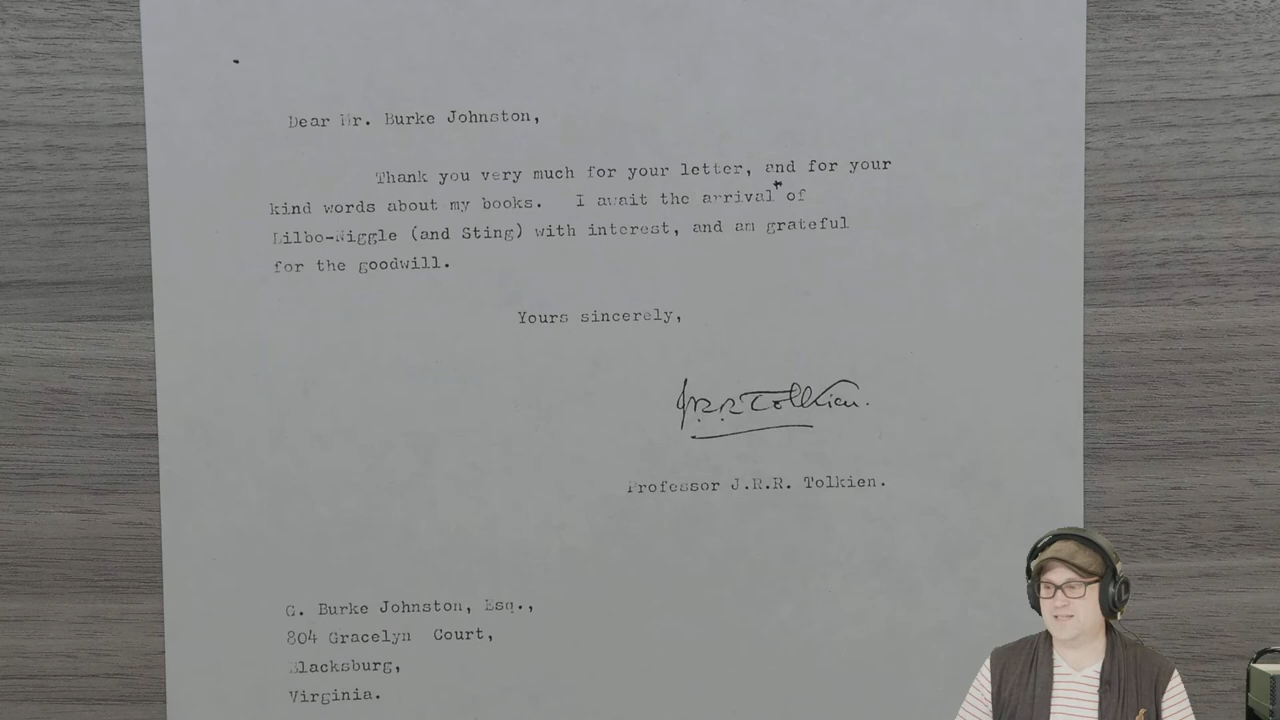 Dear Mr. Burke Johnston,
Thank you very much for your letter, and for your
kind words about my books. I await the arrival of
Bilbo-Niggle (and Sting) with interest, and am grateful
for the goodwill.
Yours sincerely,
J.R.R. Tolkien.
Professor J.R.R. Tolkien.
G. Burke Johnston, Esq.,
804 Gracelyn Court,
Blacksburg,
Virginia.